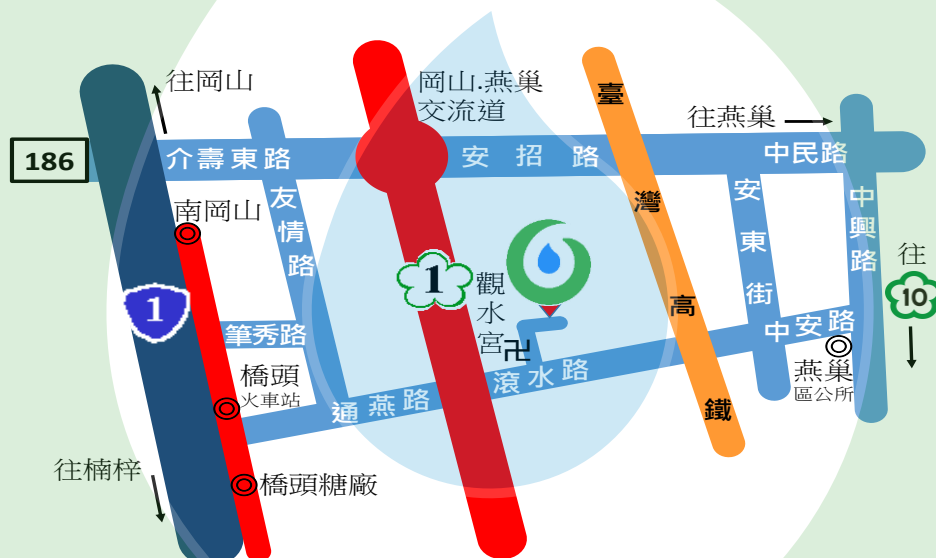 往岡山
岡山.燕巢
交流道
臺灣高鐵
往燕巢
186
介壽東路
安招路
中民路
南岡山
友情路
安東街
中興路
1
1
觀水宮
卍
往
10
筆秀路
中安路
橋頭
火車站
通燕路
滾水路
燕巢
區公所
往楠梓
橋頭糖廠